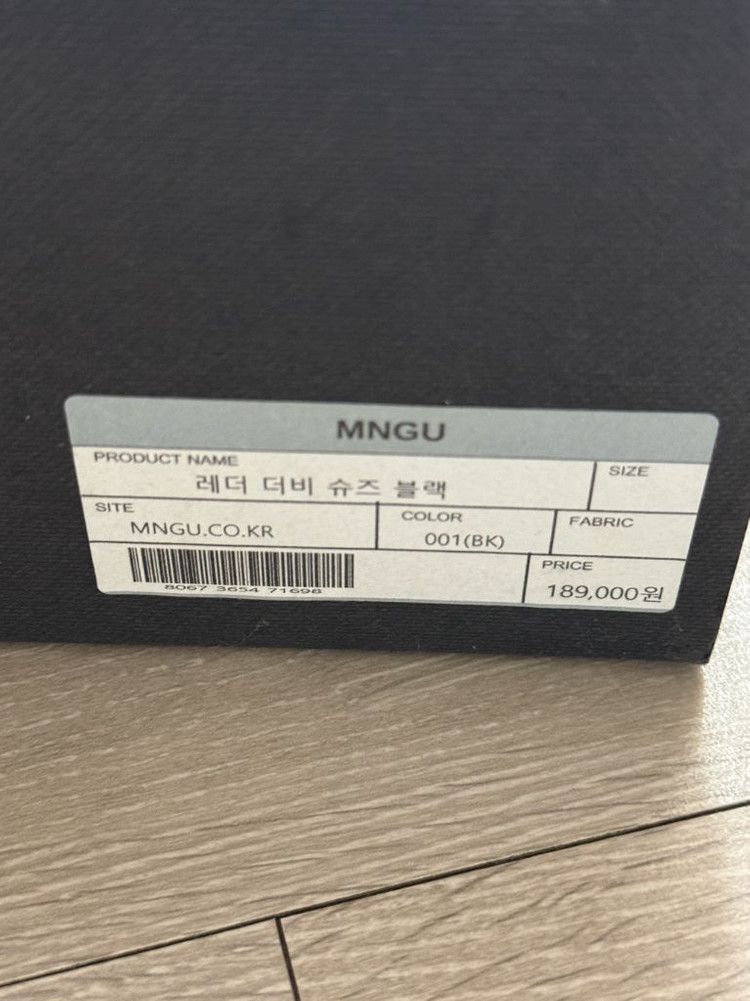 MNGU
PRODUCT NAME
레더 더비 슈즈 블랙
SIZE
SITE
MNGU.CO.KR
COLOR
001(BK)
FABRIC
8067 3654 71698
PRICE
189,000원